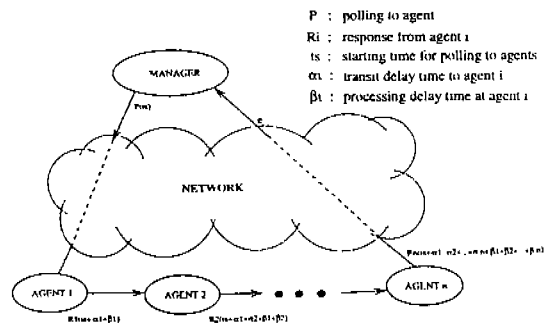 P : polling to agent
Ri : response from agent i
ts : starting time for polling to agents
αi : transit delay time to agent i
βi : processing delay time at agent i
MANAGER
P(ts)
NETWORK
AGENT 1
AGENT 2
AGENT n
R1(ts+α1+β1)
R2(ts+α1+α2+β1+β2)